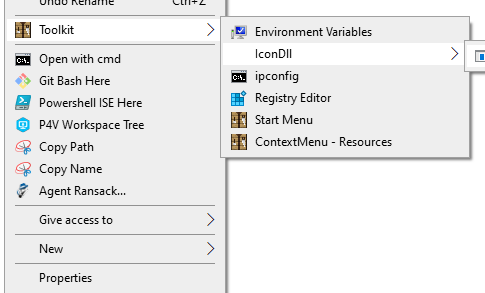 Undo Rename Ctrl+Z
Toolkit
Open with cmd
Git Bash Here
Powershell ISE Here
P4V Workspace Tree
Copy Path
Copy Name
Agent Ransack...
Give access to
New
Properties
Environment Variables
IconDll
ipconfig
Registry Editor
Start Menu
ContextMenu - Resources